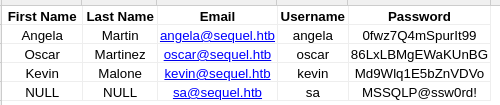 First Name Last Name Email Username Password
Angela Martin angela@sequel.htb angela 0fwz7Q4mSpurIt99
Oscar Martinez oscar@sequel.htb oscar 86LxLBMgEWaKUnBG
Kevin Malone kevin@sequel.htb kevin Md9Wlq1E5bZnVDVo
NULL NULL sa@sequel.htb sa MSSQLP@ssw0rd!